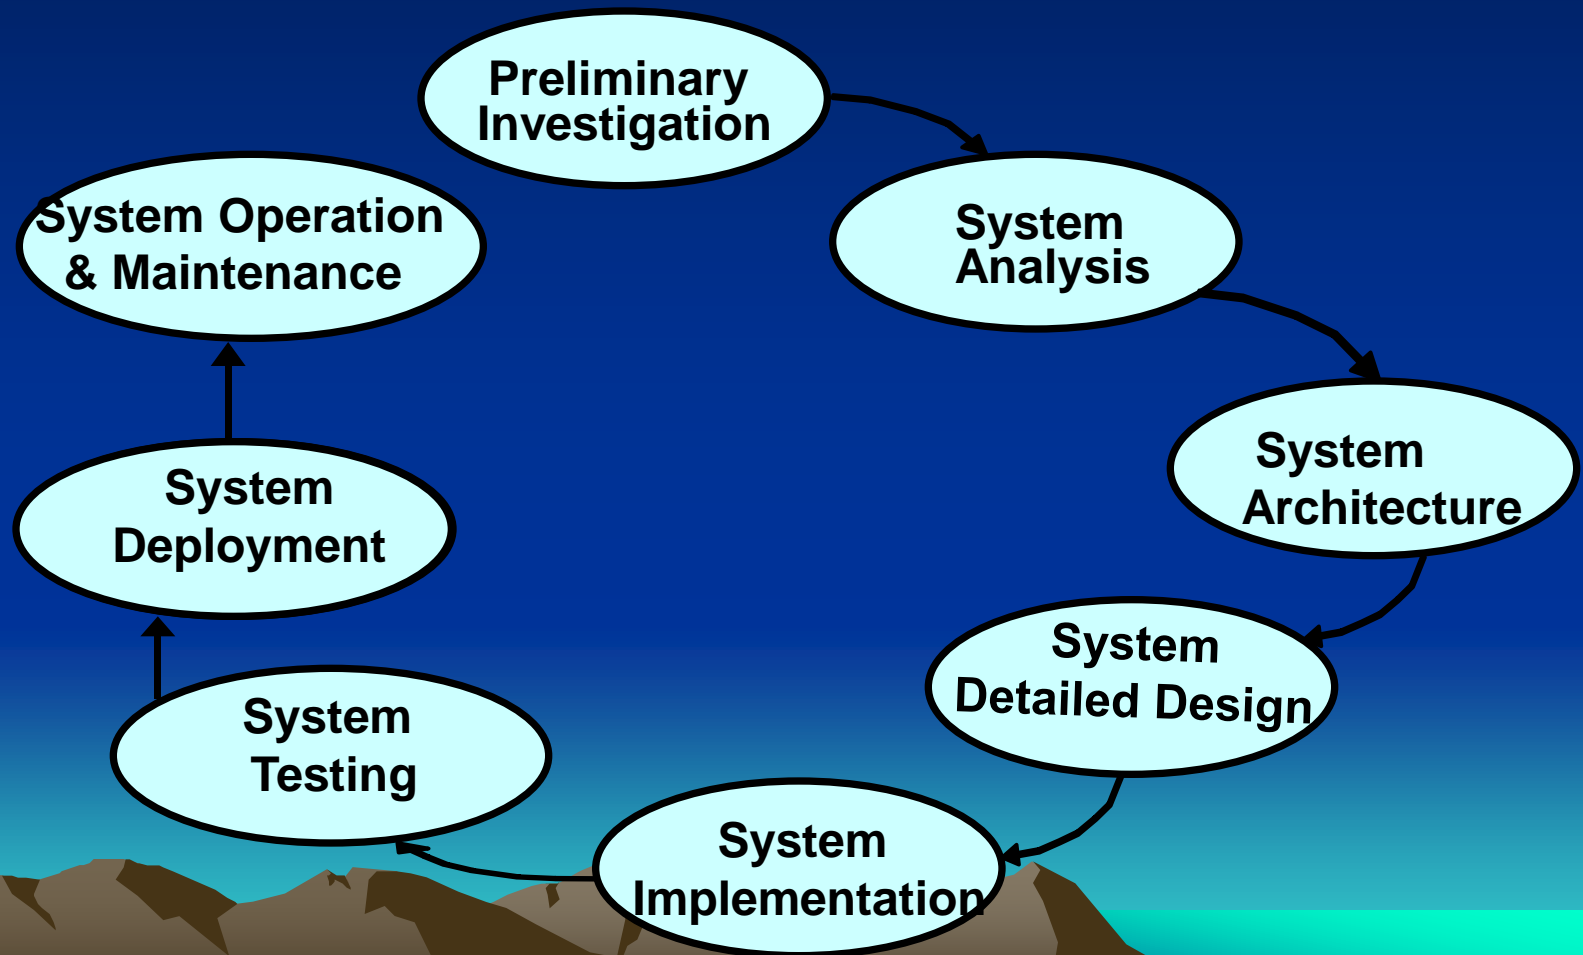 Preliminary
Investigation
System
Analysis
System
Architecture
System
Detailed Design
System
Implementation
System
Testing
System
Deployment
System Operation
& Maintenance